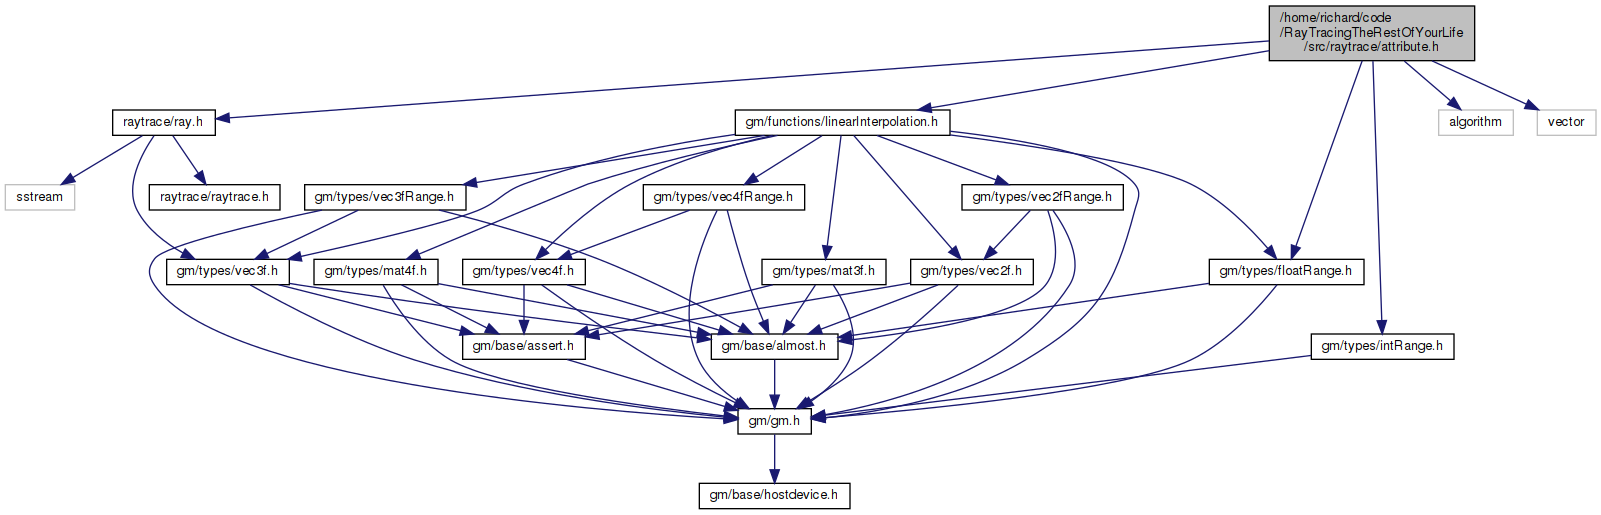 /home/richard/code
/RayTracingTheRestOfYourLife
/src/raytrace/attribute.h
raytrace/ray.h
gm/functions/linearInterpolation.h
algorithm
vector
sstream
raytrace/raytrace.h
gm/types/vec3fRange.h
gm/types/vec4fRange.h
gm/types/vec2fRange.h
gm/types/vec3f.h
gm/types/mat4f.h
gm/types/vec4f.h
gm/types/mat3f.h
gm/types/vec2f.h
gm/types/floatRange.h
gm/base/assert.h
gm/base/almost.h
gm/types/intRange.h
gm/gm.h
gm/base/hostdevice.h